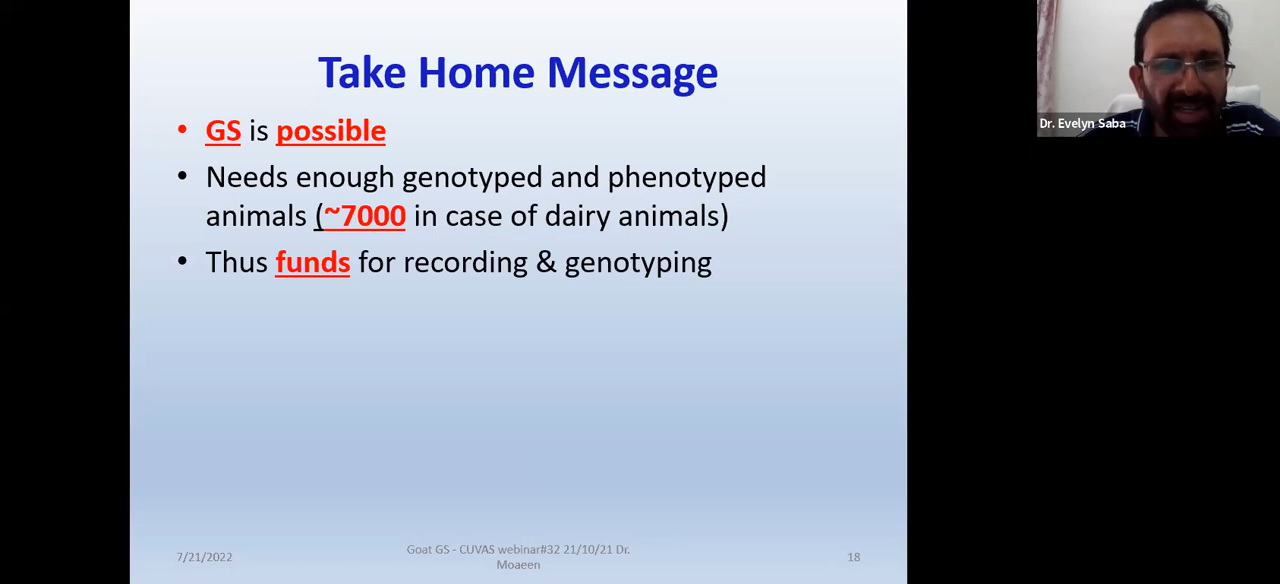 Take Home Message
• GS is possible
• Needs enough genotyped and phenotyped
animals (~7000 in case of dairy animals)
• Thus funds for recording & genotyping
7/21/2022
Goat GS - CUVAS webinar#32 21/10/21 Dr.
Moaeen
18
Dr. Evelyn Saba